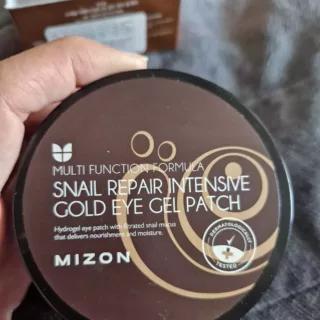 MULTI FUNCTION FORMULA
SNAIL REPAIR INTENSIVE
GOLD EYE GEL PATCH
Hydrogel eye patch with filtrated snail mucus
that delivers nourishment and moisture.
DERMATOLOGICALLY
TESTED
MIZON